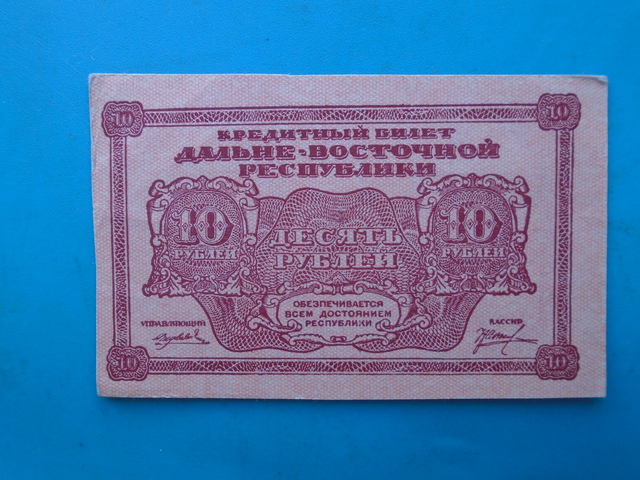 10 10
КРЕДИТНЫЙ БИЛЕТ
ДАЛЬНЕ-ВОСТОЧНОЙ
РЕСПУБЛИКИ
10 РУБЛЕЙ
ДЕСЯТЬ РУБЛЕЙ
10 РУБЛЕЙ
ОБЕЗПЕЧИВАЕТСЯ
ВСЕМ ДОСТОЯНИЕМ
РЕСПУБЛИКИ
УПРАВЛЯЮЩИЙ
КАССИР
10 10